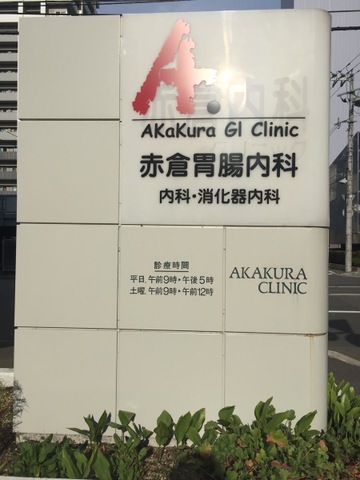 A.
AKaKura GI Clinic
赤倉胃腸内科
内科・消化器内科
診療時間
平日、午前9時・午後5時
土曜、午前9時・午前12時
AKAKURA
CLINIC